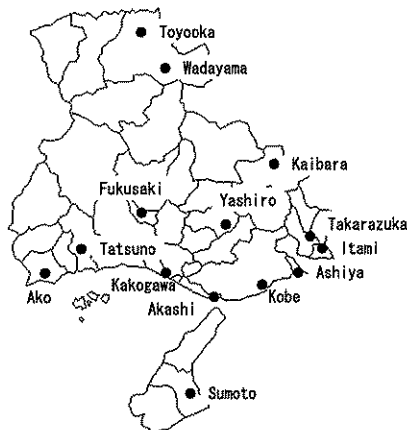 Toyooka
Wadayama
Kaibara
Fukusaki
Yashiro
Takarazuka
Itami
Tatsuno
Ashiya
Ako
Kakogawa
Kobe
Akashi
Sumoto